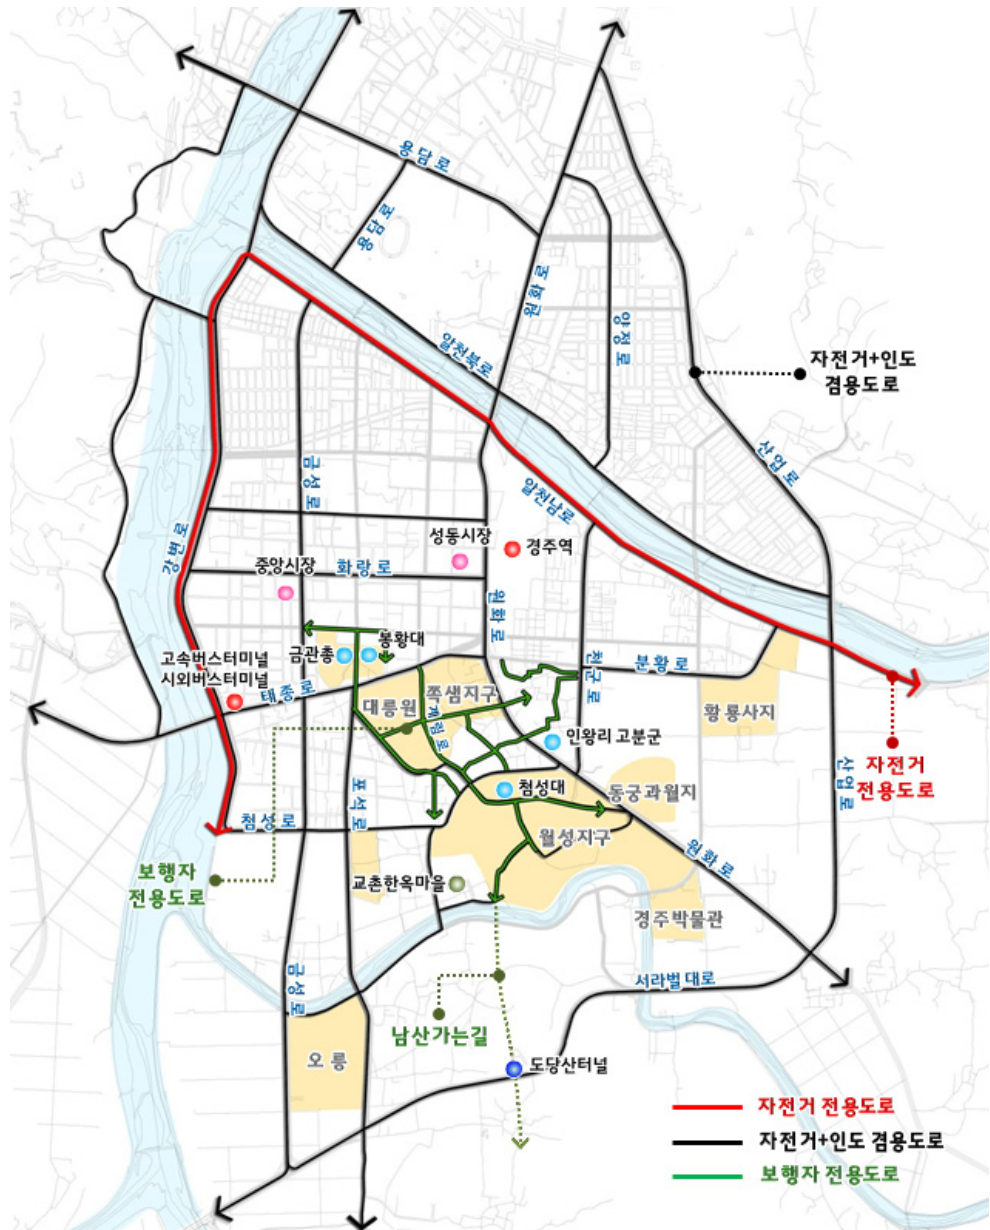 용담로
용담로
원화로
양정로
알천북로
자전거+인도
겸용도로
산업로
금성로
알천남로
강변로
성동시장
경주역
중앙시장
화랑로
원화로
봉황대
금관총
고속버스터미널
시외버스터미널
태종로
쪽샘지구
천군로
분황로
대릉원
계림로
황룡사지
인왕리 고분군
자전거
전용도로
산업로
첨성대
동궁과월지
포석로
첨성로
월성지구
원화로
보행자
전용도로
교촌한옥마을
경주박물관
금성로
서라벌대로
남산가는길
오릉
도당산터널
자전거 전용도로
자전거+인도 겸용도로
보행자 전용도로